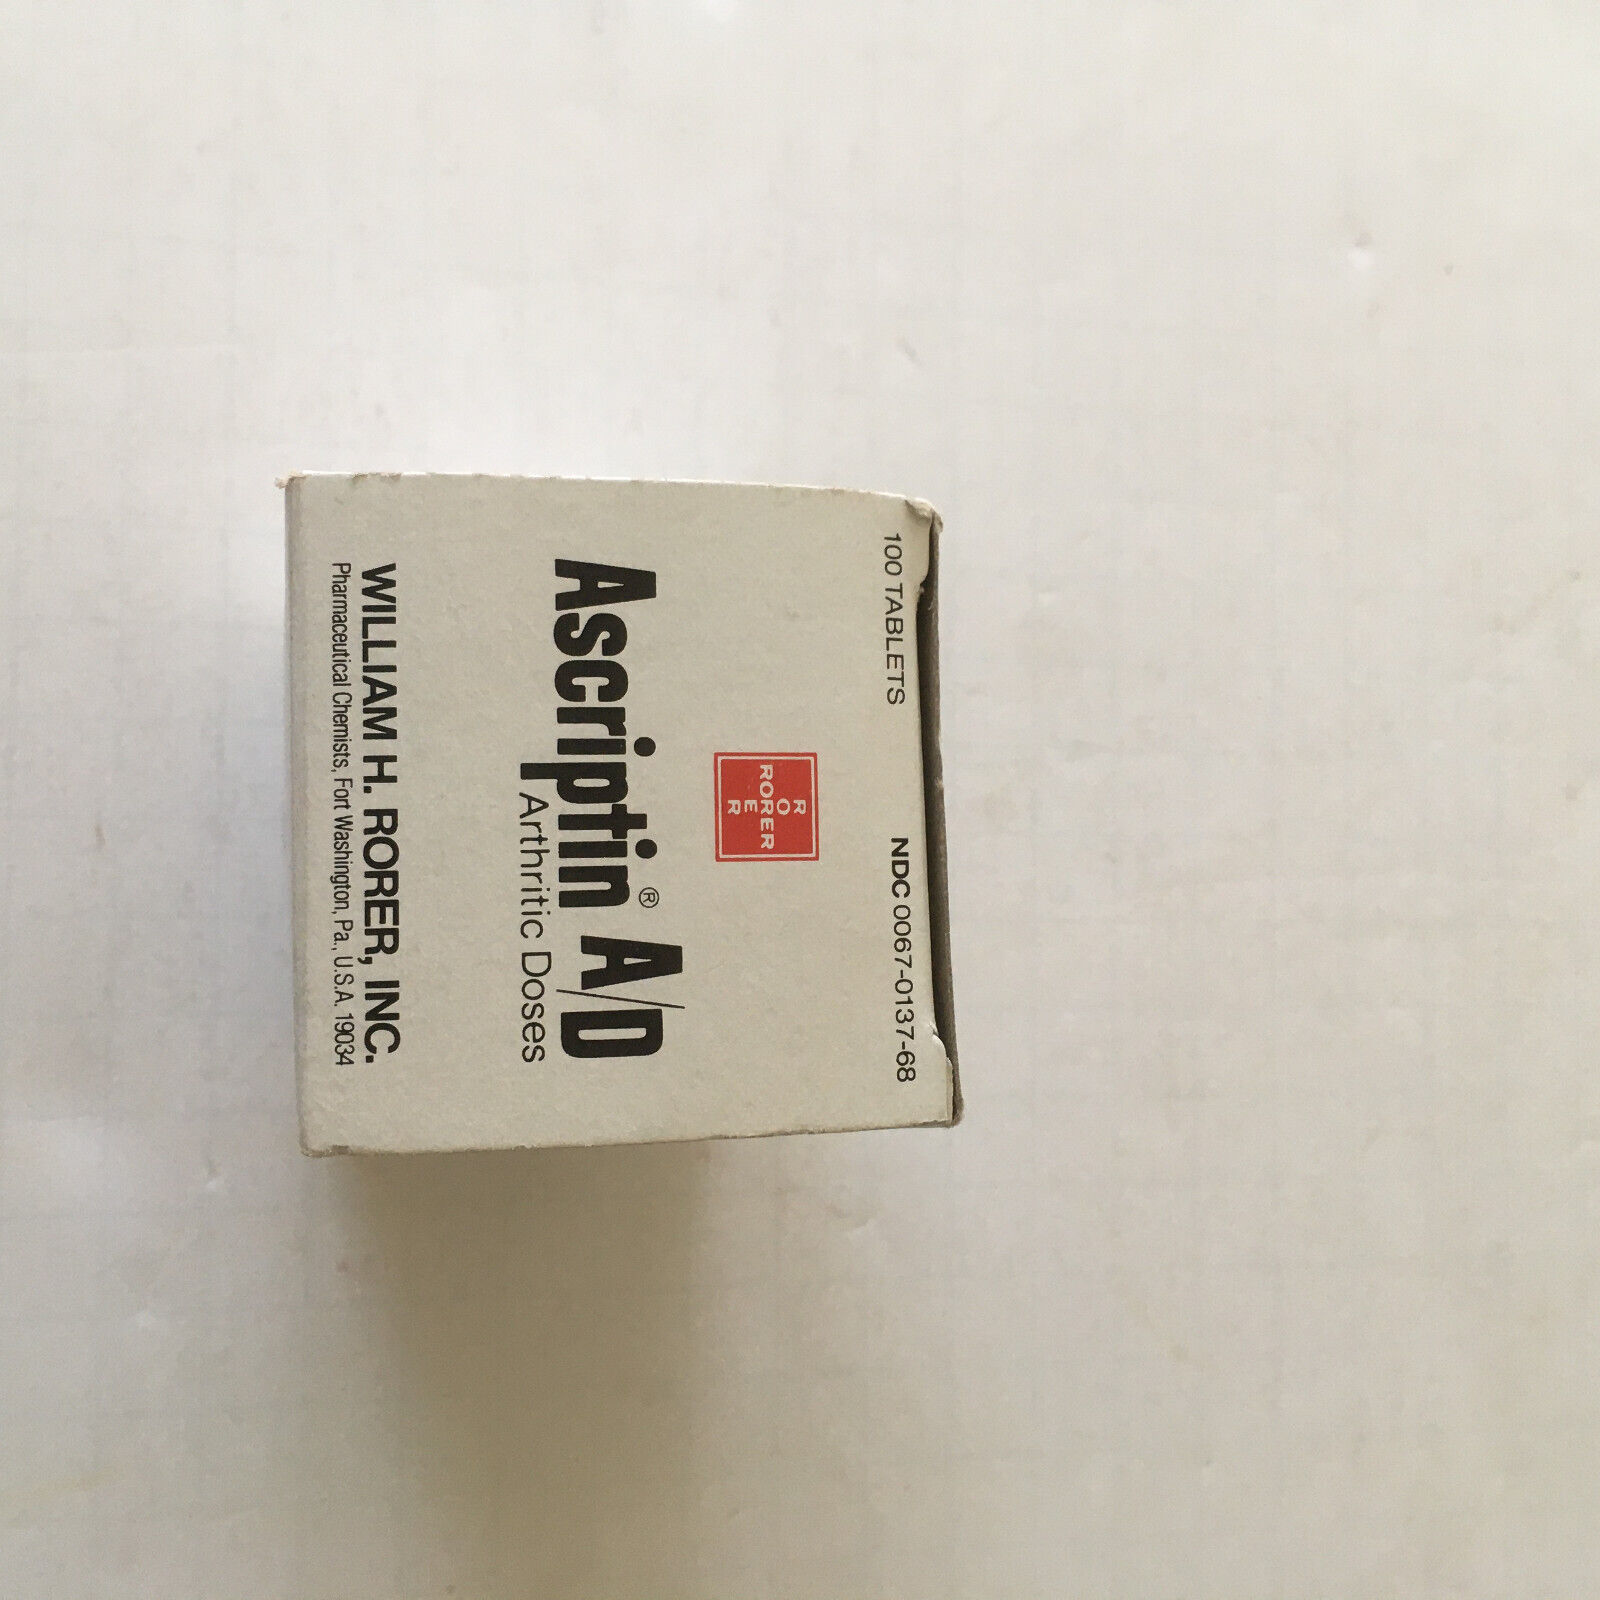 100 TABLETS NDC 0067-0137-68
R
O
RORER
E
R
Ascriptin® A/D
Arthritic Doses
WILLIAM H. RORER, INC.
Pharmaceutical Chemists, Fort Washington, Pa., U.S.A. 19034